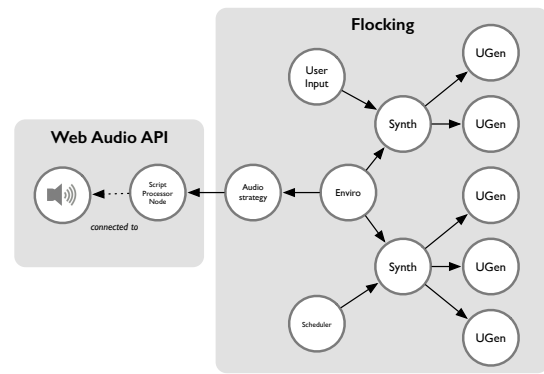 Flocking
UGen
User
Input
Synth
UGen
Web Audio API
Script
Processor
Node
Audio
strategy
Enviro
UGen
connected to
Synth
UGen
Scheduler
UGen